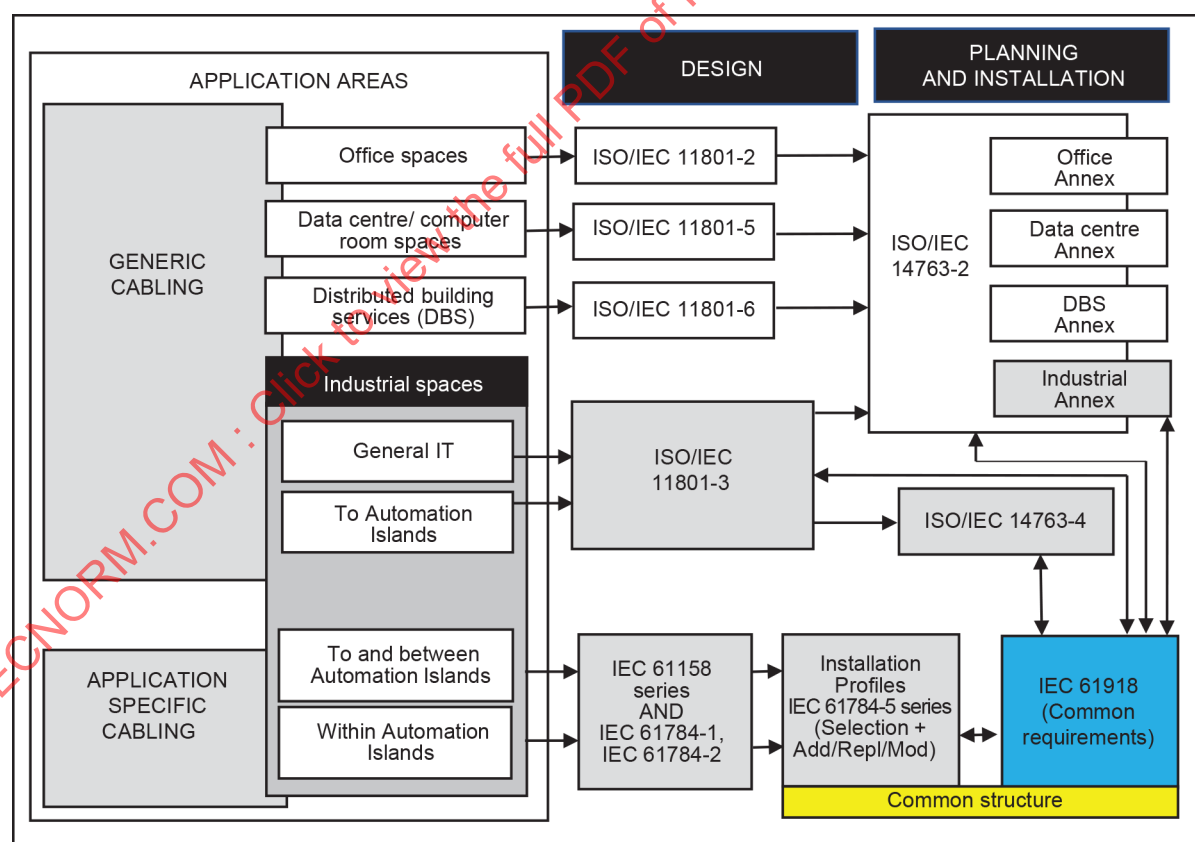 APPLICATION AREAS
DESIGN
PLANNING
AND INSTALLATION
GENERIC
CABLING
Office spaces
ISO/IEC 11801-2
Data centre/ computer
room spaces
ISO/IEC 11801-5
Distributed building
services (DBS)
ISO/IEC 11801-6
ISO/IEC
14763-2
Office
Annex
Data centre
Annex
DBS
Annex
Industrial
Annex
Industrial spaces
General IT
To Automation
Islands
ISO/IEC
11801-3
ISO/IEC 14763-4
APPLICATION
SPECIFIC
CABLING
To and between
Automation Islands
Within Automation
Islands
IEC 61158
series
AND
IEC 61784-1,
IEC 61784-2
Installation
Profiles
IEC 61784-5 series
(Selection +
Add/Repl/Mod)
IEC 61918
(Common
requirements)
Common structure
ECNORM.COM : Click to view the full PDF of